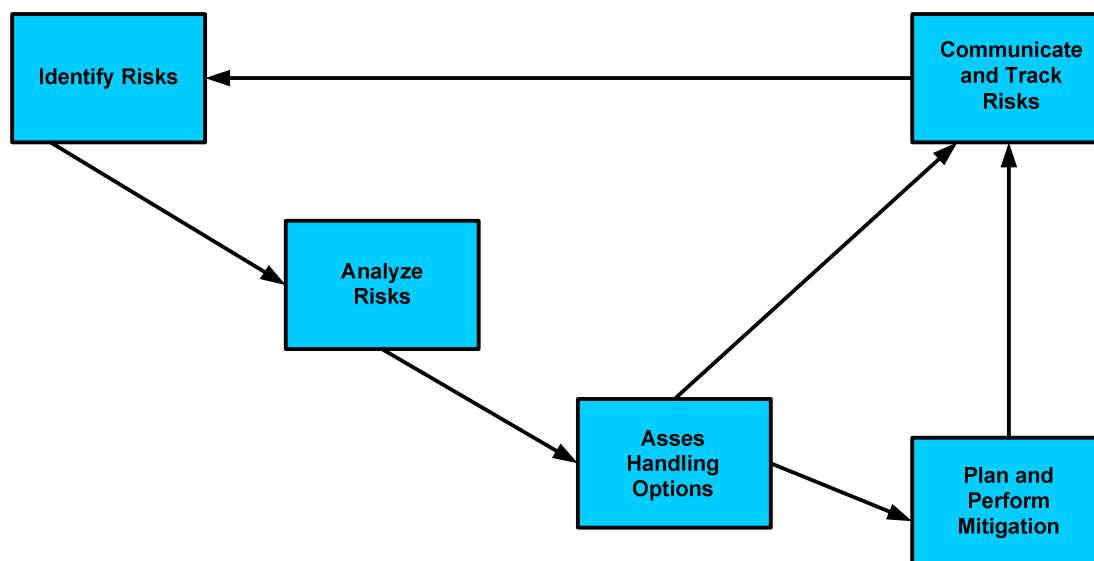 Identify Risks
Communicate
and Track
Risks
Analyze
Risks
Asses
Handling
Options
Plan and
Perform
Mitigation